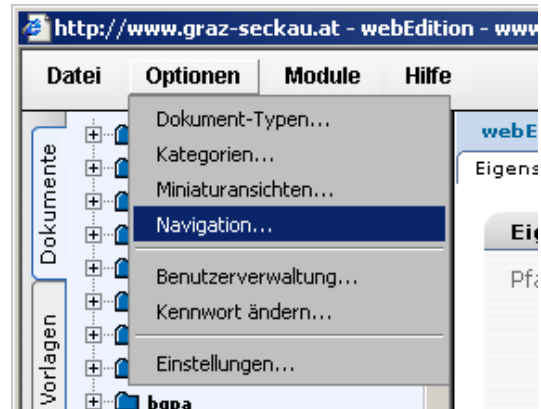 http://www.graz-seckau.at - webEdition - www
Datei Optionen Module Hilfe
Dokument-Typen...
Kategorien...
Miniaturansichten...
Navigation...
Benutzerverwaltung...
Kennwort ändern...
Einstellungen...
Dokumente
Vorlagen
bgpa
webE
Eigens
Eig
Pfa